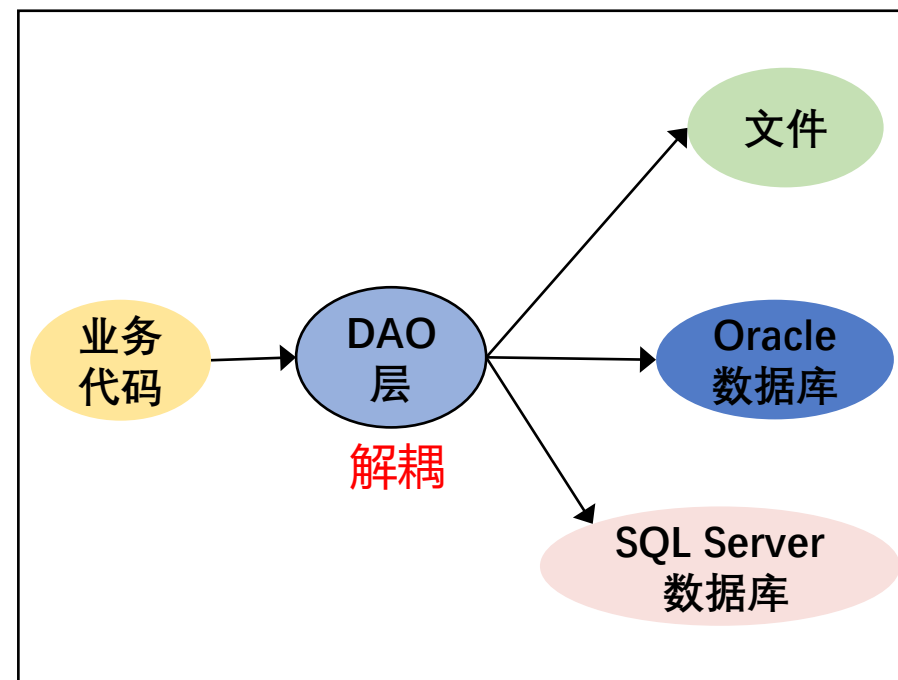 文件
业务
代码
DAO
层
解耦
Oracle
数据库
SQL Server
数据库